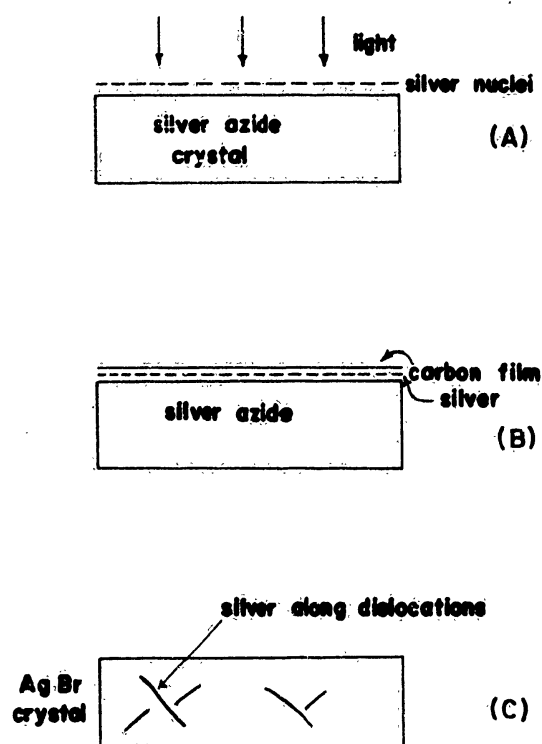 light
silver nuclei
silver azide
crystal
(A)
carbon film
silver
silver azide
(B)
silver along dislocations
Ag Br
crystal
(C)